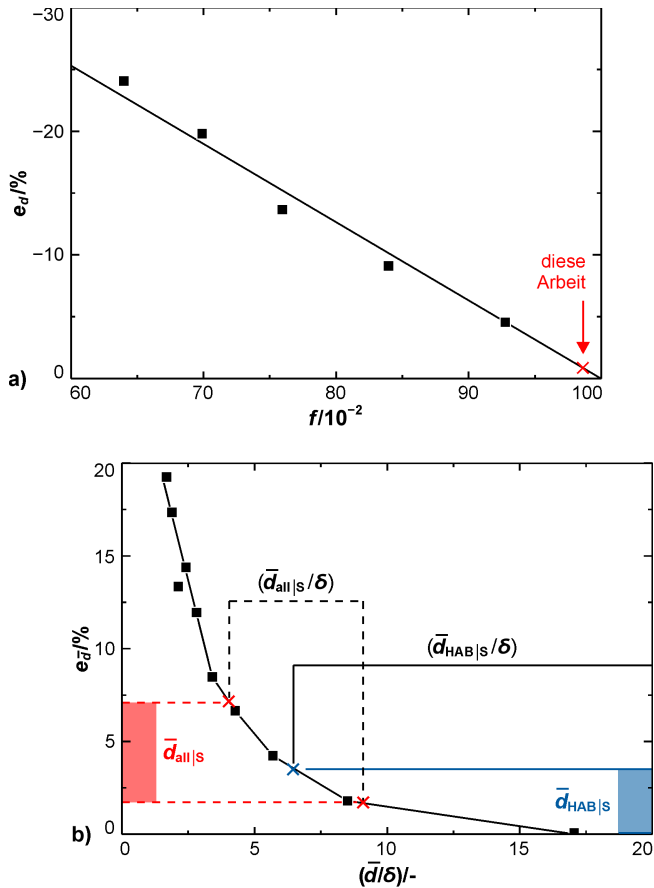 −30
−20
−10
0
e_d/%
diese
Arbeit
a)
60 70 80 90 100
f/10⁻²
20
15
10
5
0
e_d̅/%
(d̅_all|S/δ)
(d̅_HAB|S/δ)
d̅_all|S
d̅_HAB|S
b)
0 5 10 15 20
(d̅/δ)/-